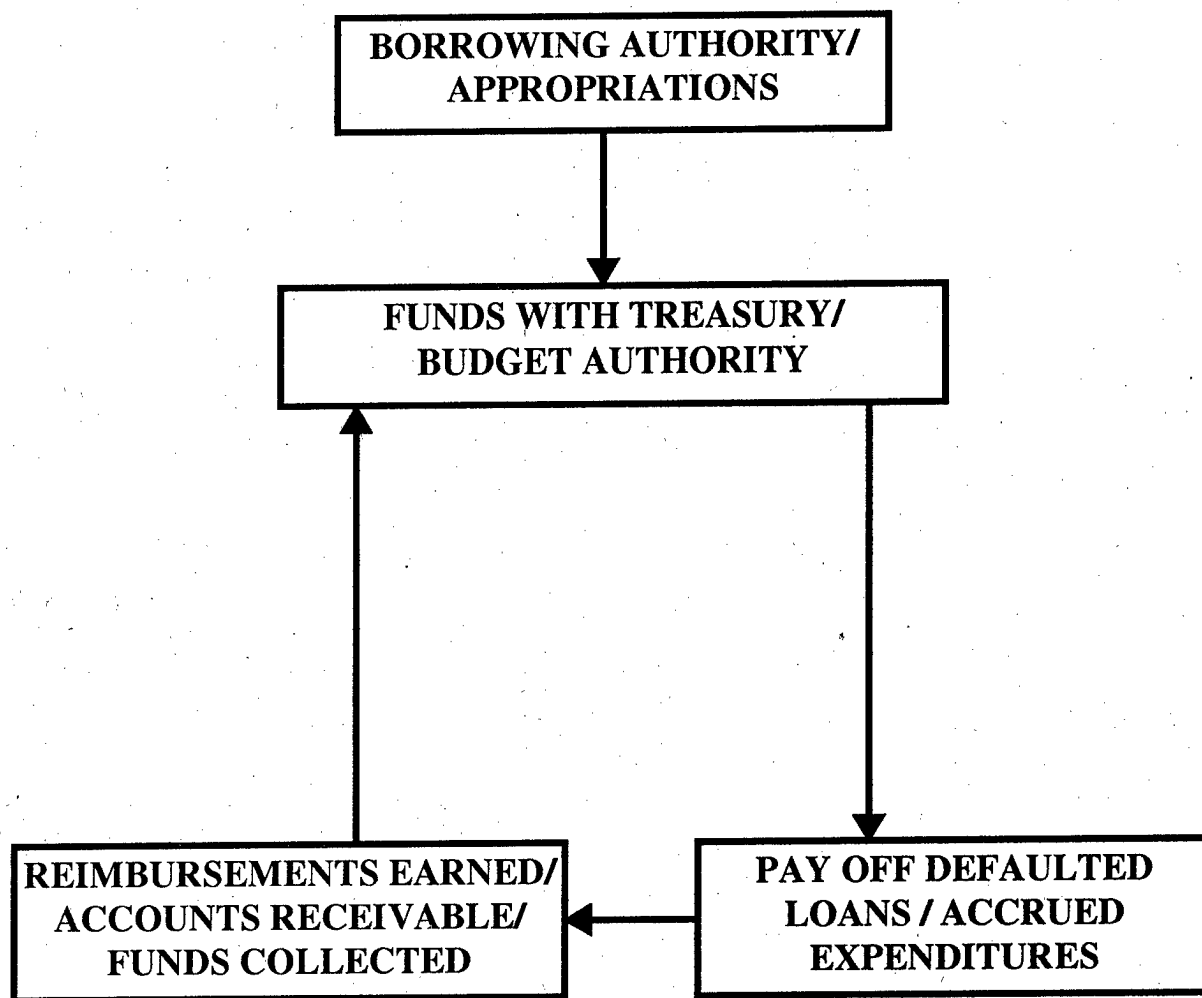 BORROWING AUTHORITY/
APPROPRIATIONS
FUNDS WITH TREASURY/
BUDGET AUTHORITY
REIMBURSEMENTS EARNED/
ACCOUNTS RECEIVABLE/
FUNDS COLLECTED
PAY OFF DEFAULTED
LOANS / ACCRUED
EXPENDITURES